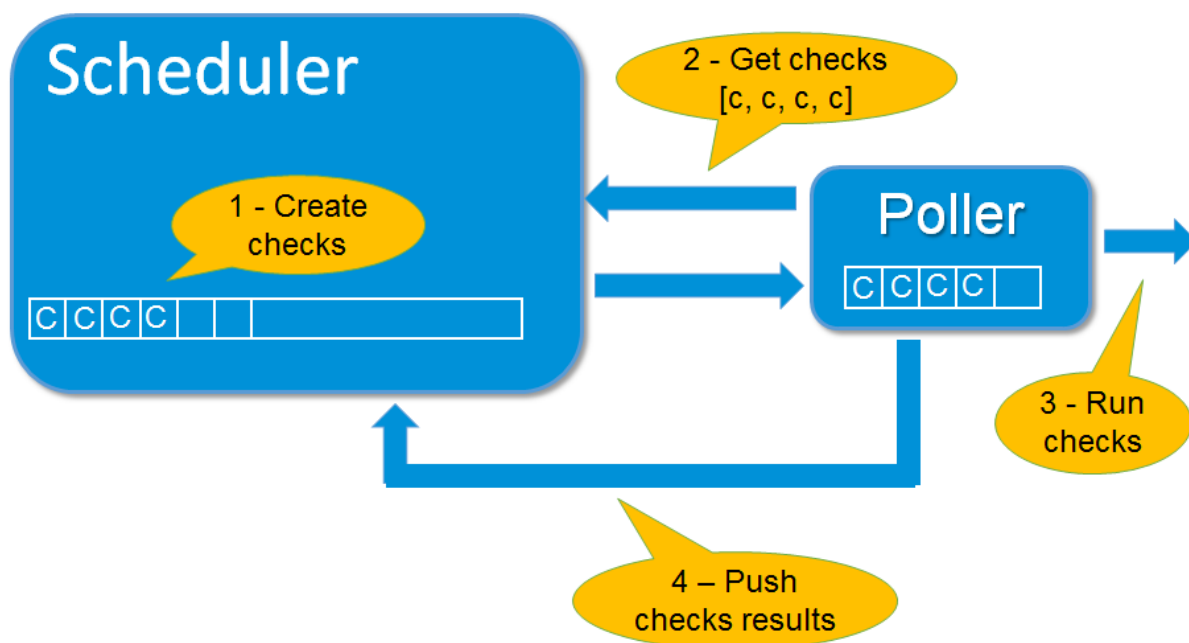 Scheduler
2 - Get checks
[c, c, c, c]
1 - Create
checks
Poller
C C C C
C C C C
3 - Run
checks
4 – Push
checks results